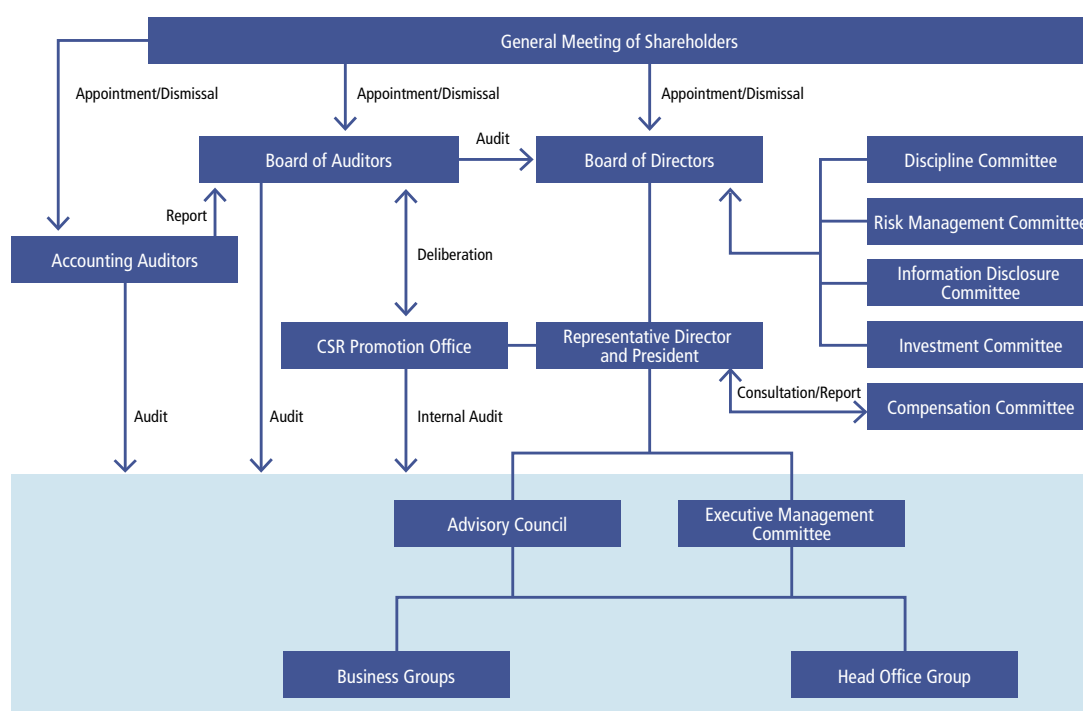 General Meeting of Shareholders
Appointment/Dismissal
Appointment/Dismissal
Appointment/Dismissal
Board of Auditors
Audit
Board of Directors
Discipline Committee
Report
Risk Management Committee
Accounting Auditors
Deliberation
Information Disclosure
Committee
CSR Promotion Office
Representative Director
and President
Investment Committee
Consultation/Report
Compensation Committee
Audit
Audit
Internal Audit
Advisory Council
Executive Management
Committee
Business Groups
Head Office Group